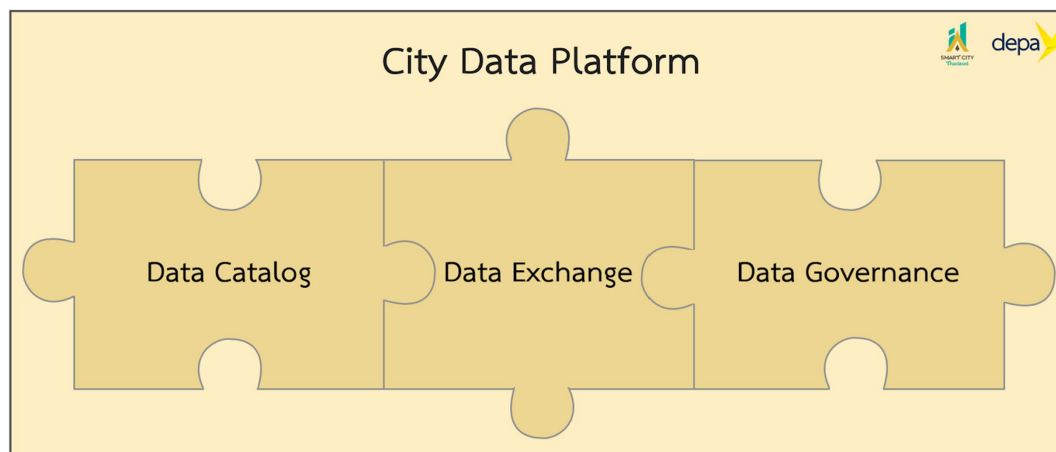 City Data Platform
SMART CITY
Thailand
depa
Data Catalog
Data Exchange
Data Governance